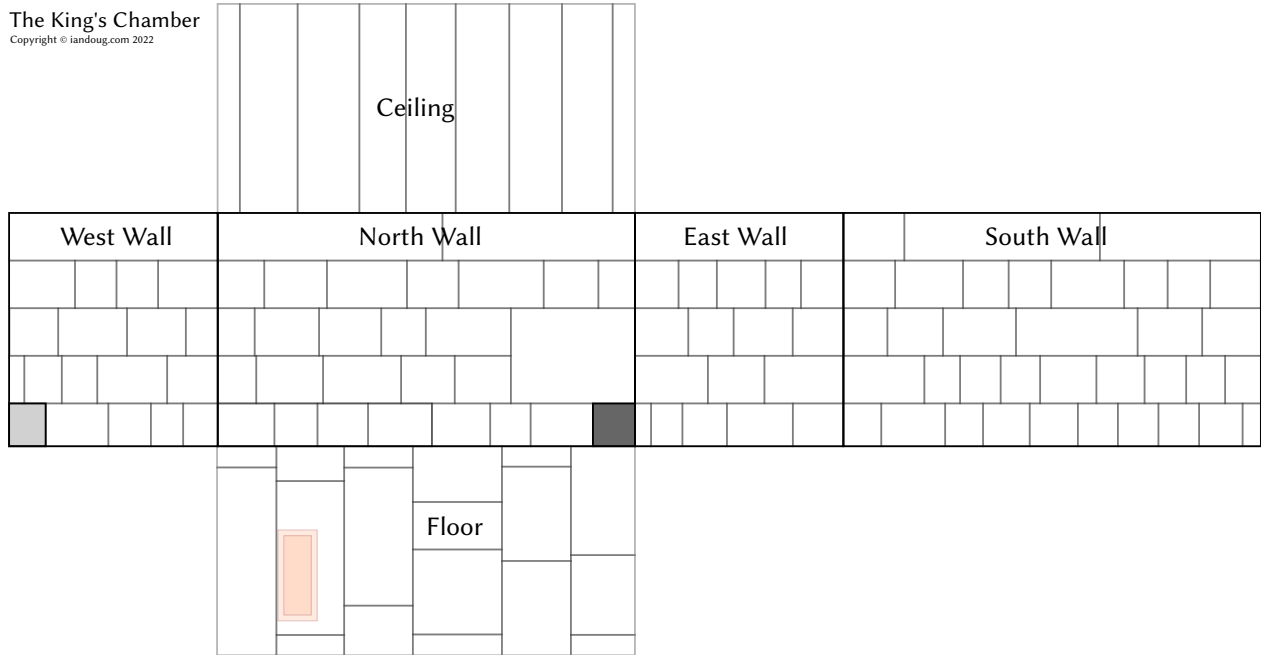 The King's Chamber
Copyright © iandoug.com 2022
Ceiling
West Wall
North Wall
East Wall
South Wall
Floor